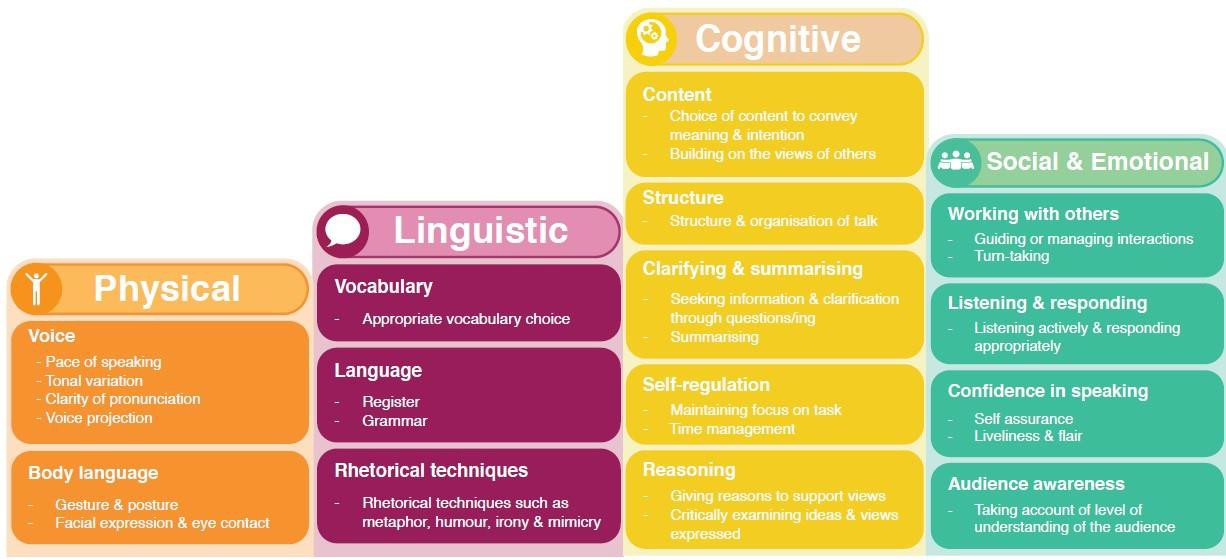 Physical
Voice
- Pace of speaking
- Tonal variation
- Clarity of pronunciation
- Voice projection
Body language
- Gesture & posture
- Facial expression & eye contact
Linguistic
Vocabulary
- Appropriate vocabulary choice
Language
- Register
- Grammar
Rhetorical techniques
- Rhetorical techniques such as
metaphor, humour, irony & mimicry
Cognitive
Content
- Choice of content to convey
meaning & intention
- Building on the views of others
Structure
- Structure & organisation of talk
Clarifying & summarising
- Seeking information & clarification
through questions/ing
- Summarising
Self-regulation
- Maintaining focus on task
- Time management
Reasoning
- Giving reasons to support views
- Critically examining ideas & views
expressed
Social & Emotional
Working with others
- Guiding or managing interactions
- Turn-taking
Listening & responding
- Listening actively & responding
appropriately
Confidence in speaking
- Self assurance
- Liveliness & flair
Audience awareness
- Taking account of level of
understanding of the audience